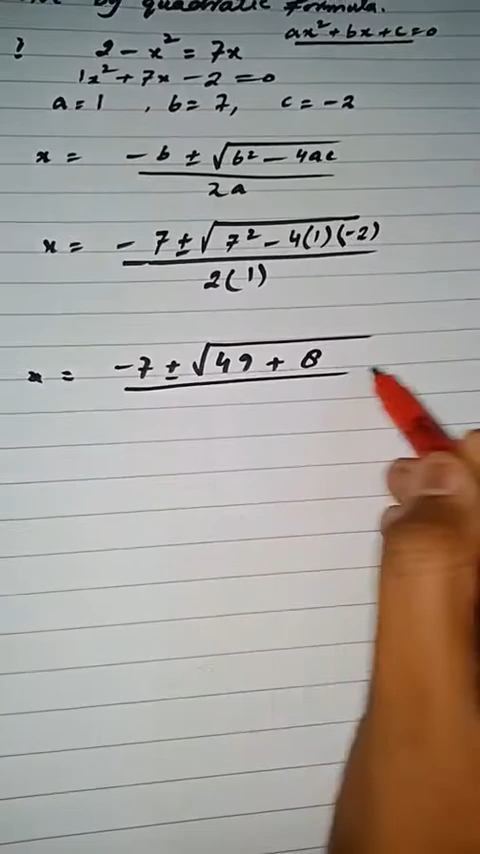 by quadratic formula.
ax² + bx + c = 0
? 2 - x² = 7x
1x² + 7x - 2 = 0
a = 1 , b = 7, c = -2
x = -b ± √b² - 4ac
2a
x = -7 ± √7² - 4(1)(-2)
2(1)
x = -7 ± √49 + 8